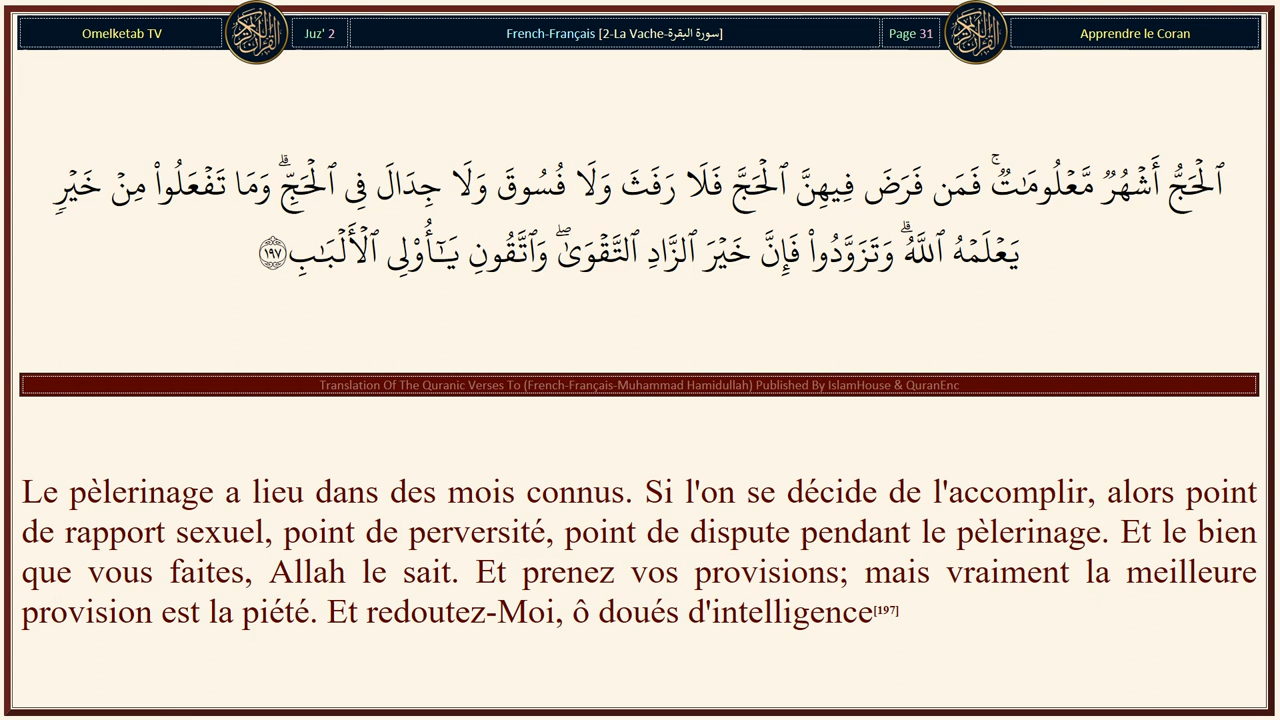 Omelketab TV
Juz' 2
French-Français [2-La Vache-سورة البقرة]
Page 31
Apprendre le Coran
ٱلۡحَجُّ أَشۡهُرٞ مَّعۡلُومَٰتٞۚ فَمَن فَرَضَ فِيهِنَّ ٱلۡحَجَّ فَلَا رَفَثَ وَلَا فُسُوقَ وَلَا جِدَالَ فِي ٱلۡحَجِّۗ وَمَا تَفۡعَلُواْ مِنۡ خَيۡرٖ
يَعۡلَمۡهُ ٱللَّهُۗ وَتَزَوَّدُواْ فَإِنَّ خَيۡرَ ٱلزَّادِ ٱلتَّقۡوَىٰۖ وَٱتَّقُونِ يَٰٓأُوْلِي ٱلۡأَلۡبَٰبِ ١٩٧
Translation Of The Quranic Verses To (French-Français-Muhammad Hamidullah) Published By IslamHouse & QuranEnc
Le pèlerinage a lieu dans des mois connus. Si l'on se décide de l'accomplir, alors point
de rapport sexuel, point de perversité, point de dispute pendant le pèlerinage. Et le bien
que vous faites, Allah le sait. Et prenez vos provisions; mais vraiment la meilleure
provision est la piété. Et redoutez-Moi, ô doués d'intelligence[197]